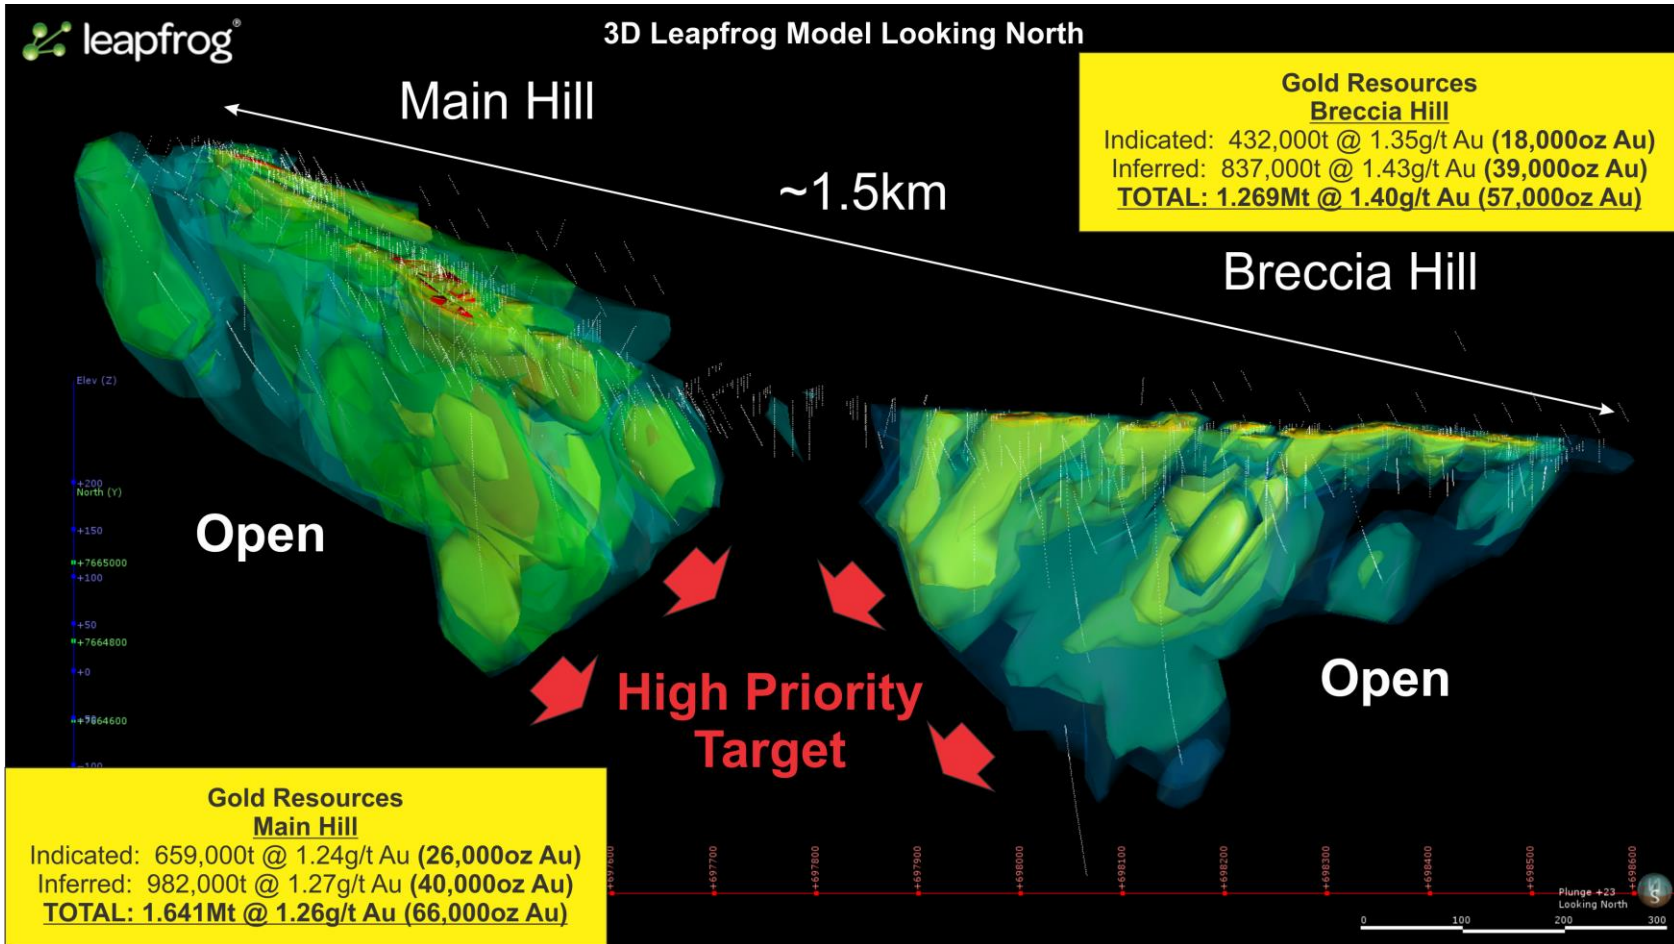 leapfrog®
3D Leapfrog Model Looking North
Main Hill
~1.5km
Breccia Hill
Gold Resources
Breccia Hill
Indicated: 432,000t @ 1.35g/t Au (18,000oz Au)
Inferred: 837,000t @ 1.43g/t Au (39,000oz Au)
TOTAL: 1.269Mt @ 1.40g/t Au (57,000oz Au)
Elev (Z)
+200
North (Y)
+150
+7665000
+100
+50
+7664800
+0
+7664600
-100
Open
High Priority
Target
Open
Gold Resources
Main Hill
Indicated: 659,000t @ 1.24g/t Au (26,000oz Au)
Inferred: 982,000t @ 1.27g/t Au (40,000oz Au)
TOTAL: 1.641Mt @ 1.26g/t Au (66,000oz Au)
+697600
+697700
+697800
+697900
+698000
+698100
+698200
+698300
+698400
+698500
+698600
Plunge +23
Looking North
S
0
100
200
300